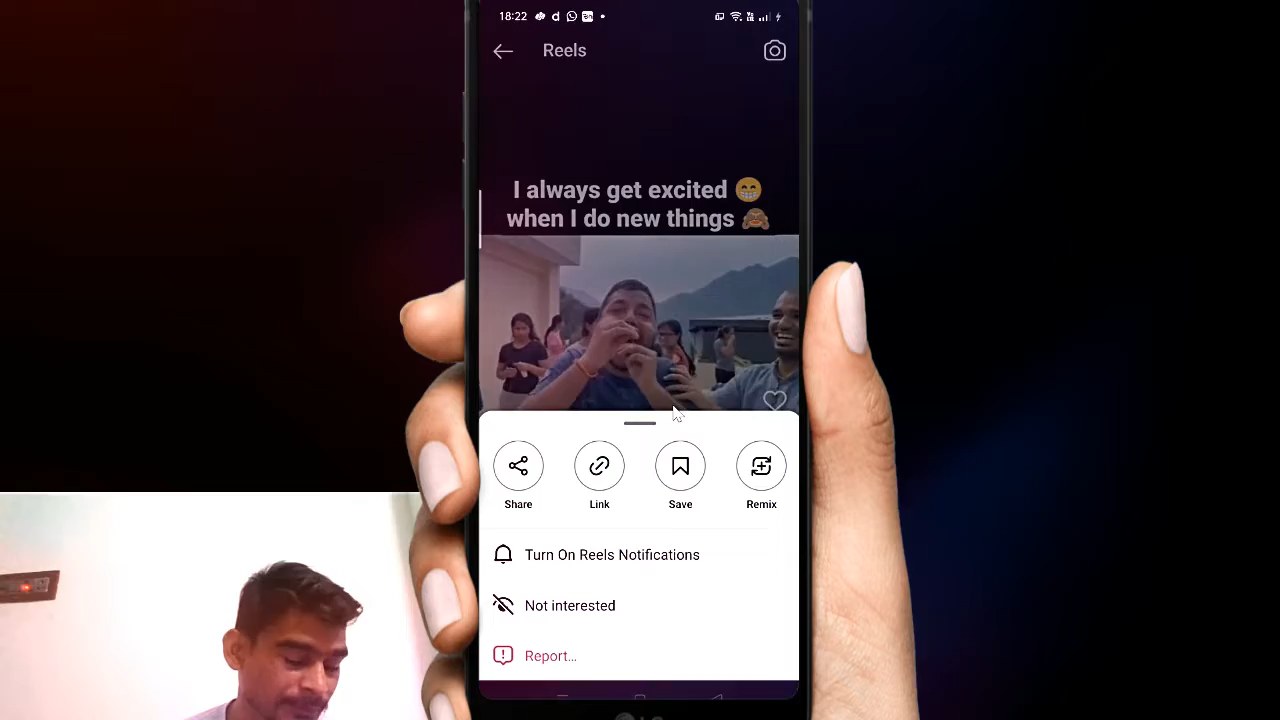 18:22
Reels
I always get excited 😁
when I do new things 🙈
Share Link Save Remix
Turn On Reels Notifications
Not interested
Report...
LG